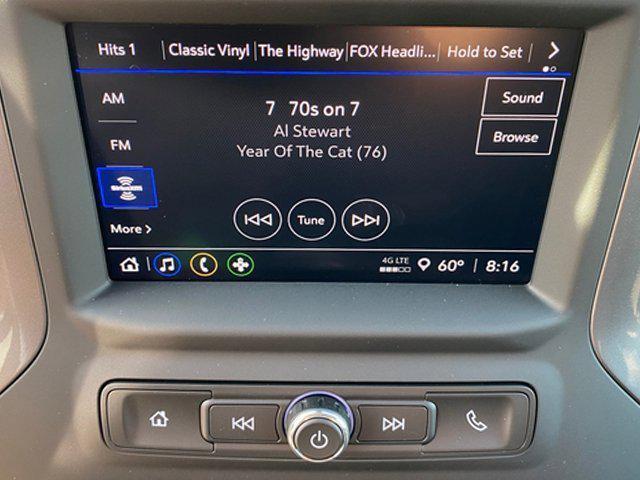 Hits 1 Classic Vinyl The Highway FOX Headli... Hold to Set
AM
7 70s on 7
Sound
Al Stewart
FM
Year Of The Cat (76)
Browse
SiriusXM
Tune
More
4G LTE 60° 8:16